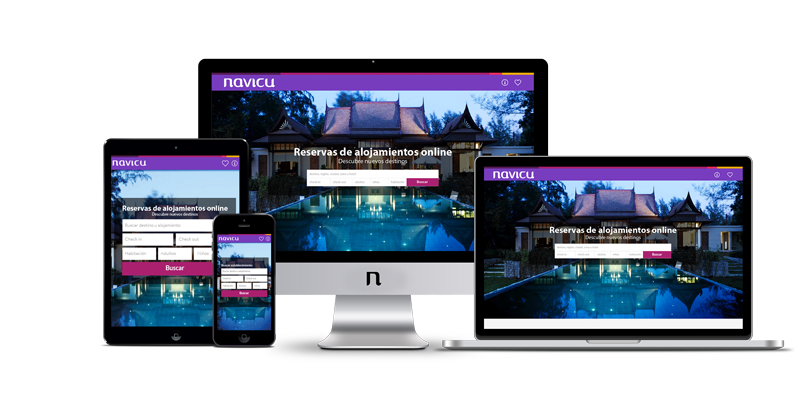 navicu
Reservas de alojamientos online
Descubre nuevos destinos
Buscar
n
navicu
Reservas de alojamientos online
Descubre nuevos destinos
Buscar destino u alojamiento
Check in
Check out
Habitación
Adultos
Niños
Buscar
navicu
Buscar
navicu
Reservas de alojamientos online
Descubre nuevos destinos
Buscar